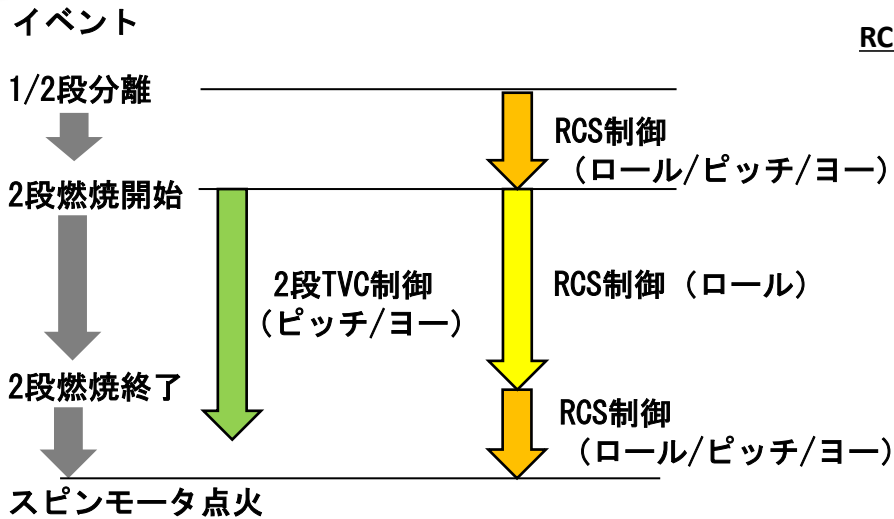 イベント
RC
1/2段分離
RCS制御
（ロール/ピッチ/ヨー）
2段燃焼開始
2段TVC制御
（ピッチ/ヨー）
RCS制御（ロール）
2段燃焼終了
RCS制御
（ロール/ピッチ/ヨー）
スピンモータ点火